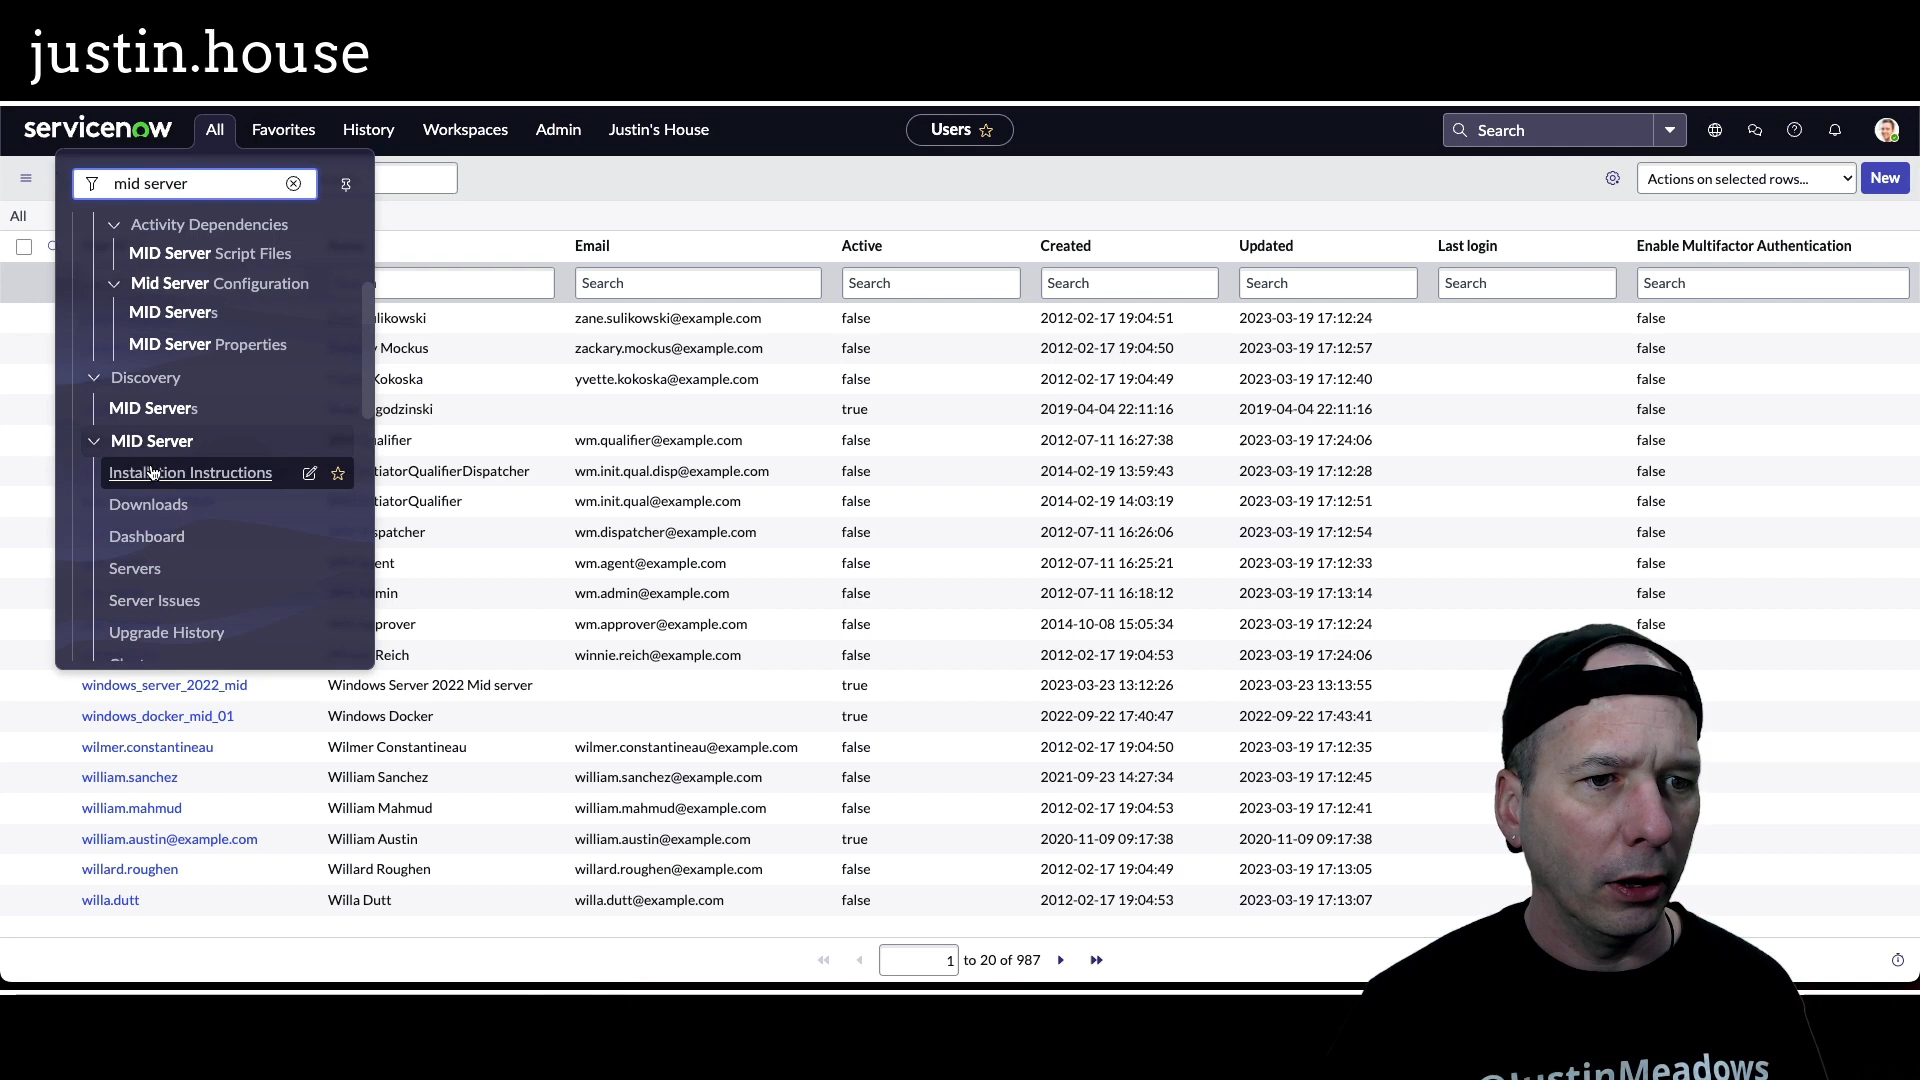 justin.house
servicenow All Favorites History Workspaces Admin Justin's House Users Search
mid server Actions on selected rows... New
All
Activity Dependencies
MID Server Script Files
Mid Server Configuration
MID Servers
MID Server Properties
Discovery
MID Servers
MID Server
Installation Instructions
Downloads
Dashboard
Servers
Server Issues
Upgrade History
Email Active Created Updated Last login Enable Multifactor Authentication
Search Search Search Search Search Search
likowski zane.sulikowski@example.com false 2012-02-17 19:04:51 2023-03-19 17:12:24 false
Mockus zackary.mockus@example.com false 2012-02-17 19:04:50 2023-03-19 17:12:57 false
Kokoska yvette.kokoska@example.com false 2012-02-17 19:04:49 2023-03-19 17:12:40 false
godzinski true 2019-04-04 22:11:16 2019-04-04 22:11:16 false
alifier wm.qualifier@example.com false 2012-07-11 16:27:38 2023-03-19 17:24:06 false
tiatorQualifierDispatcher wm.init.qual.disp@example.com false 2014-02-19 13:59:43 2023-03-19 17:12:28 false
tiatorQualifier wm.init.qual@example.com false 2014-02-19 14:03:19 2023-03-19 17:12:51 false
spatcher wm.dispatcher@example.com false 2012-07-11 16:26:06 2023-03-19 17:12:54 false
ent wm.agent@example.com false 2012-07-11 16:25:21 2023-03-19 17:12:33 false
min wm.admin@example.com false 2012-07-11 16:18:12 2023-03-19 17:13:14 false
prover wm.approver@example.com false 2014-10-08 15:05:34 2023-03-19 17:12:24 false
Reich winnie.reich@example.com false 2012-02-17 19:04:53 2023-03-19 17:24:06
windows_server_2022_mid Windows Server 2022 Mid server true 2023-03-23 13:12:26 2023-03-23 13:13:55
windows_docker_mid_01 Windows Docker true 2022-09-22 17:40:47 2022-09-22 17:43:41
wilmer.constantineau Wilmer Constantineau wilmer.constantineau@example.com false 2012-02-17 19:04:50 2023-03-19 17:12:35
william.sanchez William Sanchez william.sanchez@example.com false 2021-09-23 14:27:34 2023-03-19 17:12:45
william.mahmud William Mahmud william.mahmud@example.com false 2012-02-17 19:04:53 2023-03-19 17:12:41
william.austin@example.com William Austin william.austin@example.com true 2020-11-09 09:17:38 2020-11-09 09:17:38
willard.roughen Willard Roughen willard.roughen@example.com false 2012-02-17 19:04:49 2023-03-19 17:13:05
willa.dutt Willa Dutt willa.dutt@example.com false 2012-02-17 19:04:53 2023-03-19 17:13:07
1 to 20 of 987
@JustinMeadows